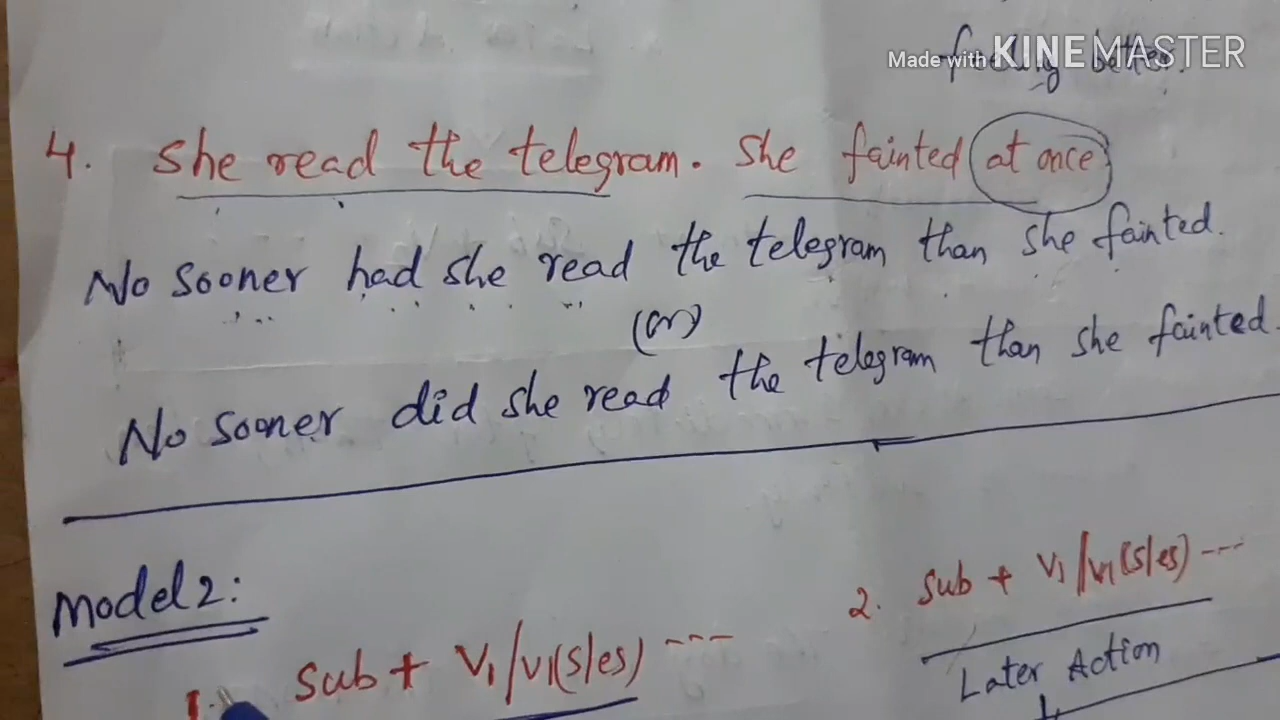 feeling better.
Made with KINEMASTER
4. She read the telegram. She fainted at once
No sooner had she read the telegram than she fainted.
(or)
No sooner did she read the telegram than she fainted.
Model 2:
2. Sub + V1/V1(s/es) ---
1. Sub + V1/V1(s/es) ---
Later Action